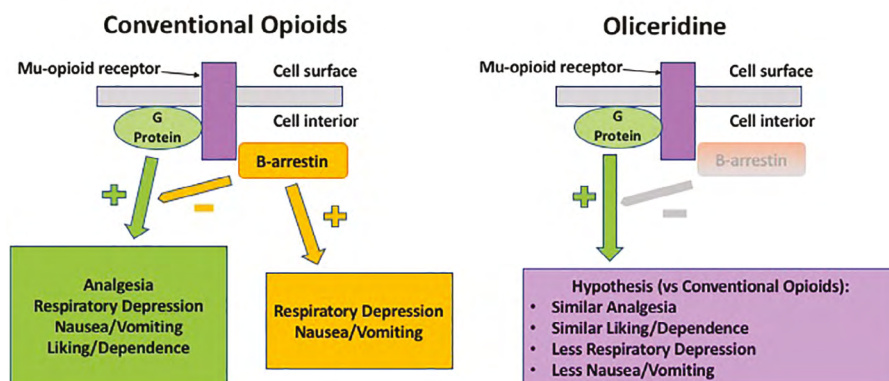 Conventional Opioids
Mu-opioid receptor
Cell surface
Cell interior
G
Protein
B-arrestin
+
-
+
Analgesia
Respiratory Depression
Nausea/Vomiting
Liking/Dependence
Respiratory Depression
Nausea/Vomiting
Oliceridine
Mu-opioid receptor
Cell surface
Cell interior
G
Protein
B-arrestin
+
-
Hypothesis (vs Conventional Opioids):
• Similar Analgesia
• Similar Liking/Dependence
• Less Respiratory Depression
• Less Nausea/Vomiting